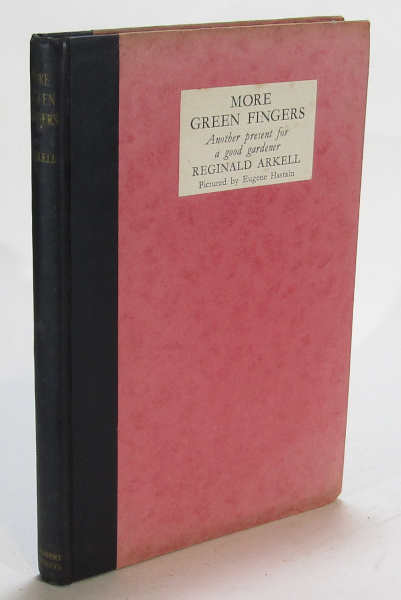 MORE
GREEN FINGERS
Another present for
a good gardener
REGINALD ARKELL
Pictured by Eugene Hastain